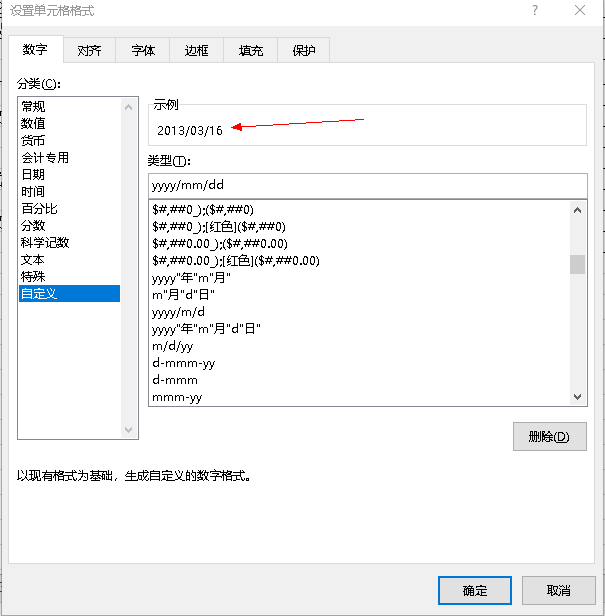 设置单元格格式
数字 对齐 字体 边框 填充 保护
分类(C):
常规
数值
货币
会计专用
日期
时间
百分比
分数
科学记数
文本
特殊
自定义
示例
2013/03/16
类型(T):
yyyy/mm/dd
$#,##0_);($#,##0)
$#,##0_);[红色]($#,##0)
$#,##0.00_);($#,##0.00)
$#,##0.00_);[红色]($#,##0.00)
yyyy"年"m"月"
m"月"d"日"
yyyy/m/d
yyyy"年"m"月"d"日"
m/d/yy
d-mmm-yy
d-mmm
mmm-yy
删除(D)
以现有格式为基础，生成自定义的数字格式。
确定 取消